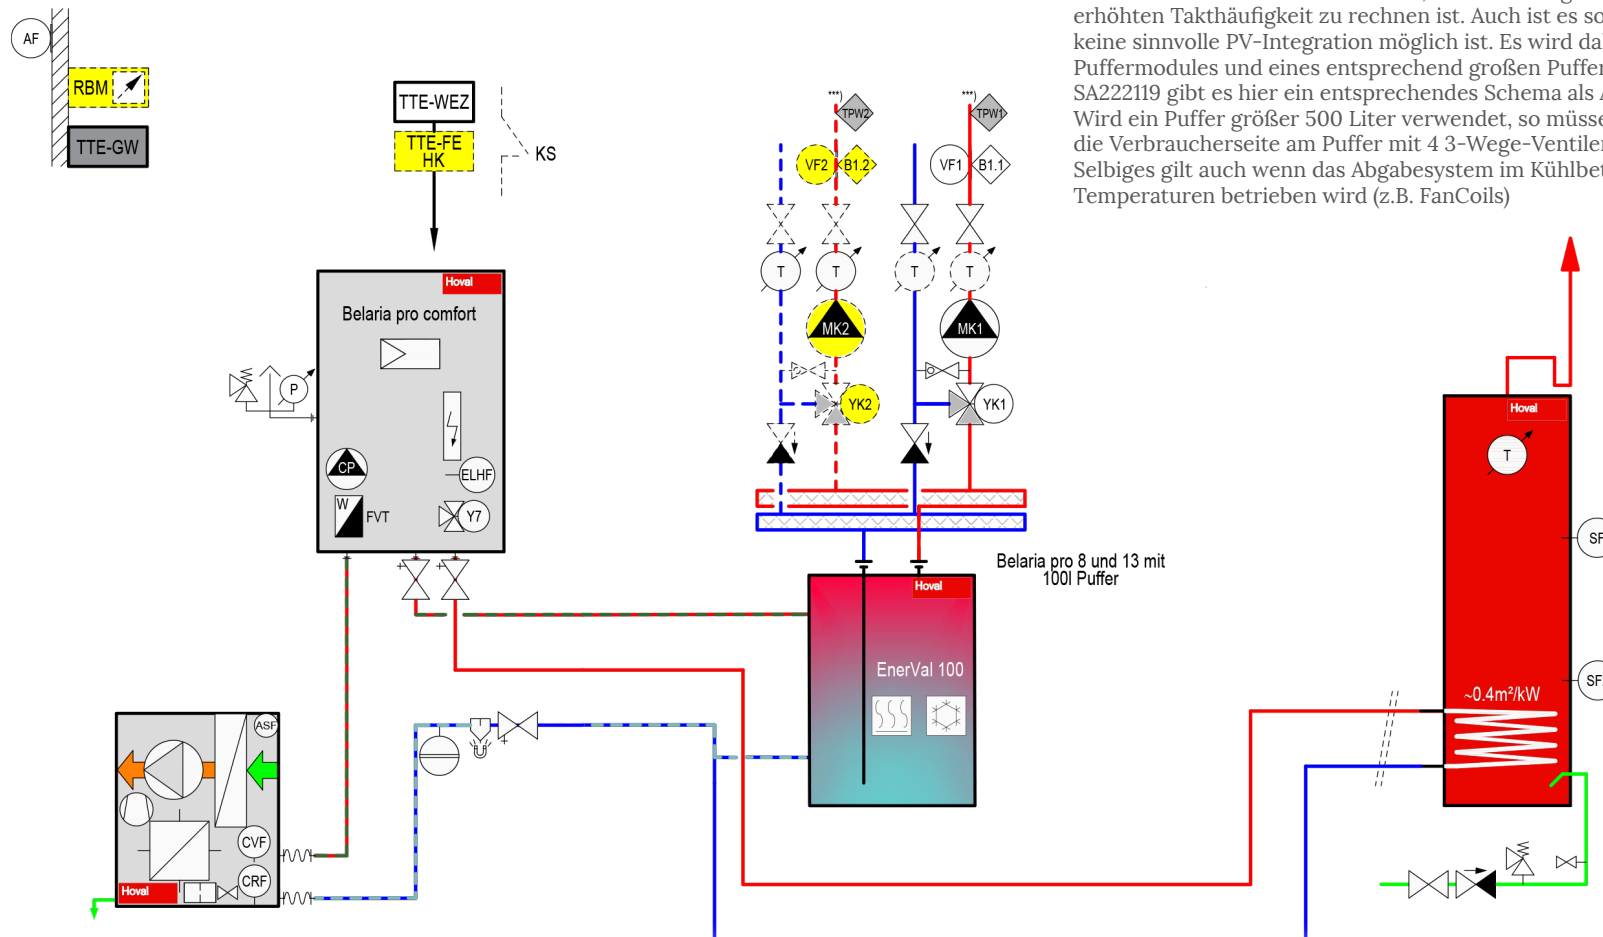 erhöhten Takthäufigkeit zu rechnen ist. Auch ist es so
keine sinnvolle PV-Integration möglich ist. Es wird da
Puffermodules und eines entsprechend großen Puffer
SA222119 gibt es hier ein entsprechendes Schema als
Wird ein Puffer größer 500 Liter verwendet, so müsse
die Verbraucherseite am Puffer mit 4 3-Wege-Ventile
Selbiges gilt auch wenn das Abgabesystem im Kühlbet
Temperaturen betrieben wird (z.B. FanCoils)
AF
RBM
TTE-GW
TTE-WEZ
TTE-FE
HK
KS
***)
TPW2
***)
TPW1
VF2
B1.2
VF1
B1.1
T
T
T
T
MK2
MK1
YK2
YK1
Hoval
Belaria pro comfort
P
CP
ELHF
W
FVT
Y7
Belaria pro 8 und 13 mit
100l Puffer
Hoval
EnerVal 100
Hoval
T
SF
SF
~0.4m²/kW
ASF
CVF
CRF
Hoval